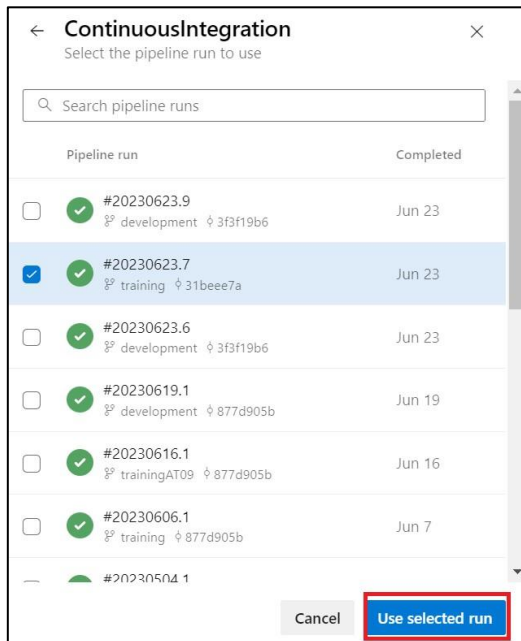 ContinuousIntegration
Select the pipeline run to use
Search pipeline runs
Pipeline run Completed
#20230623.9
development 3f3f19b6 Jun 23
#20230623.7
training 31beee7a Jun 23
#20230623.6
development 3f3f19b6 Jun 23
#20230619.1
development 877d905b Jun 19
#20230616.1
trainingAT09 877d905b Jun 16
#20230606.1
training 877d905b Jun 7
#20230504.1
Cancel Use selected run